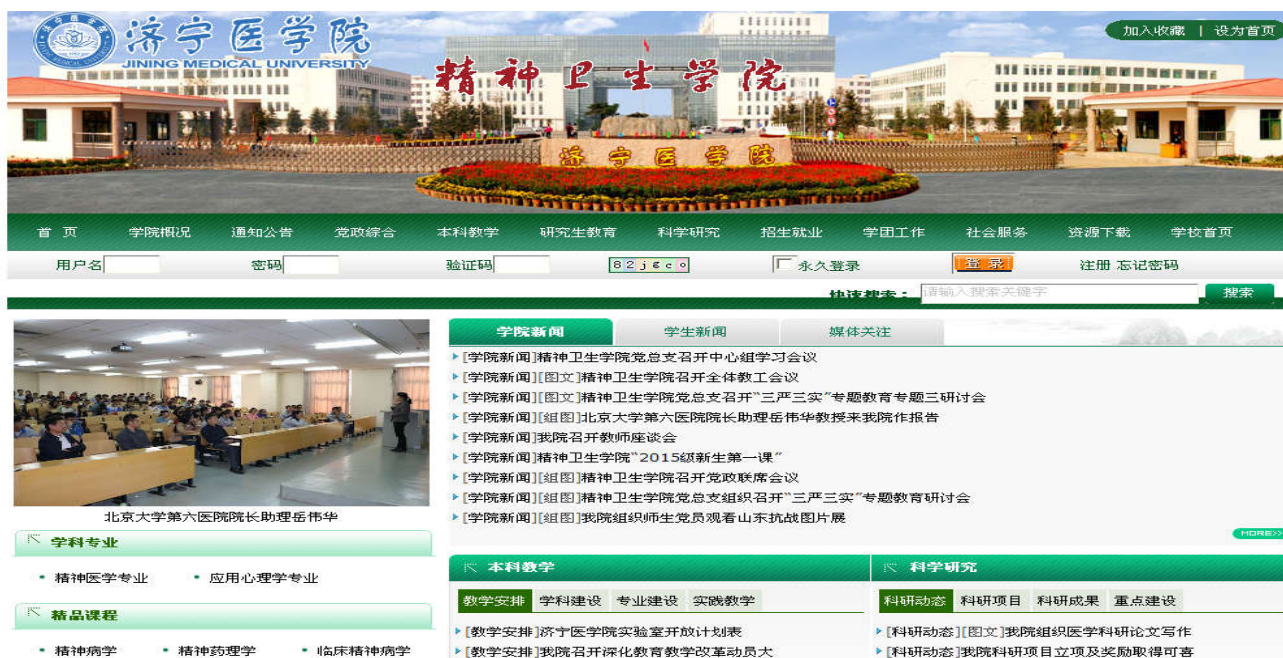 济宁医学院
JINING MEDICAL UNIVERSITY
精神卫生学院
加入收藏 | 设为首页
济宁医学院
首 页 学院概况 通知公告 党政综合 本科教学 研究生教育 科学研究 招生就业 学团工作 社会服务 资源下载 学校首页
用户名 密码 验证码 82j6co 永久登录 登 录 注册 忘记密码
快速搜索： 请输入搜索关键字 搜索
学院新闻 学生新闻 媒体关注
[学院新闻]精神卫生学院党总支召开中心组学习会议
[学院新闻][图文]精神卫生学院召开全体教工会议
[学院新闻][图文]精神卫生学院党总支召开“三严三实”专题教育专题三研讨会
[学院新闻][组图]北京大学第六医院院长助理岳伟华教授来我院作报告
[学院新闻]我院召开教师座谈会
[学院新闻]精神卫生学院“2015级新生第一课”
[学院新闻][组图]精神卫生学院召开党政联席会议
[学院新闻][组图]精神卫生学院党总支组织召开“三严三实”专题教育研讨会
[学院新闻][组图]我院组织师生党员观看山东抗战图片展
MORE>>
北京大学第六医院院长助理岳伟华
学科专业
精神医学专业 应用心理学专业
精品课程
精神病学 精神药理学 临床精神病学
本科教学
教学安排 学科建设 专业建设 实践教学
[教学安排]济宁医学院实验室开放计划表
[教学安排]我院召开深化教育教学改革动员大
科学研究
科研动态 科研项目 科研成果 重点建设
[科研动态][图文]我院组织医学科研论文写作
[科研动态]我院科研项目立项及奖励取得可喜